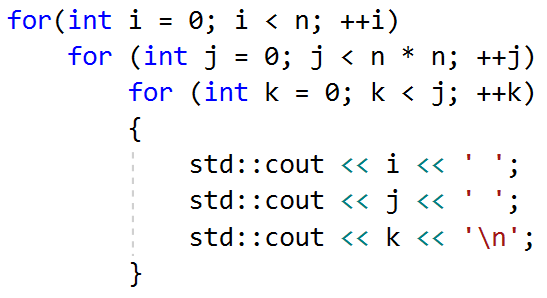 for(int i = 0; i < n; ++i)
    for (int j = 0; j < n * n; ++j)
        for (int k = 0; k < j; ++k)
        {
            std::cout << i << ' ';
            std::cout << j << ' ';
            std::cout << k << '\n';
        }